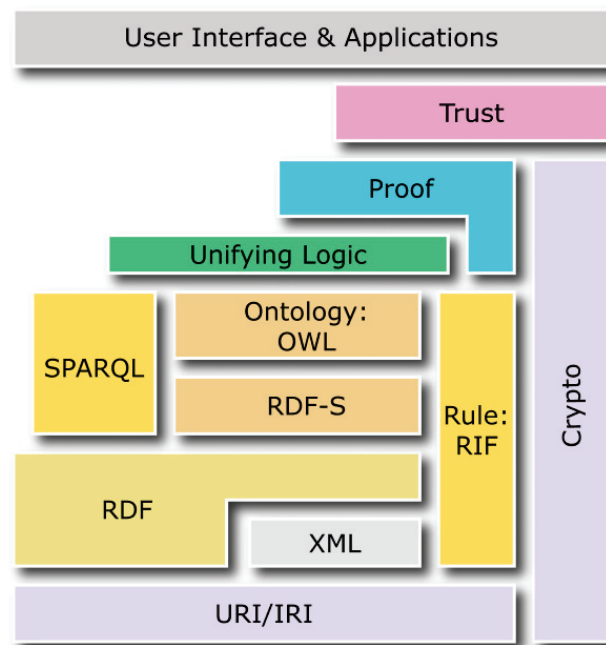 User Interface & Applications
Trust
Proof
Unifying Logic
Ontology:
OWL
SPARQL
RDF-S
Rule:
RIF
Crypto
RDF
XML
URI/IRI